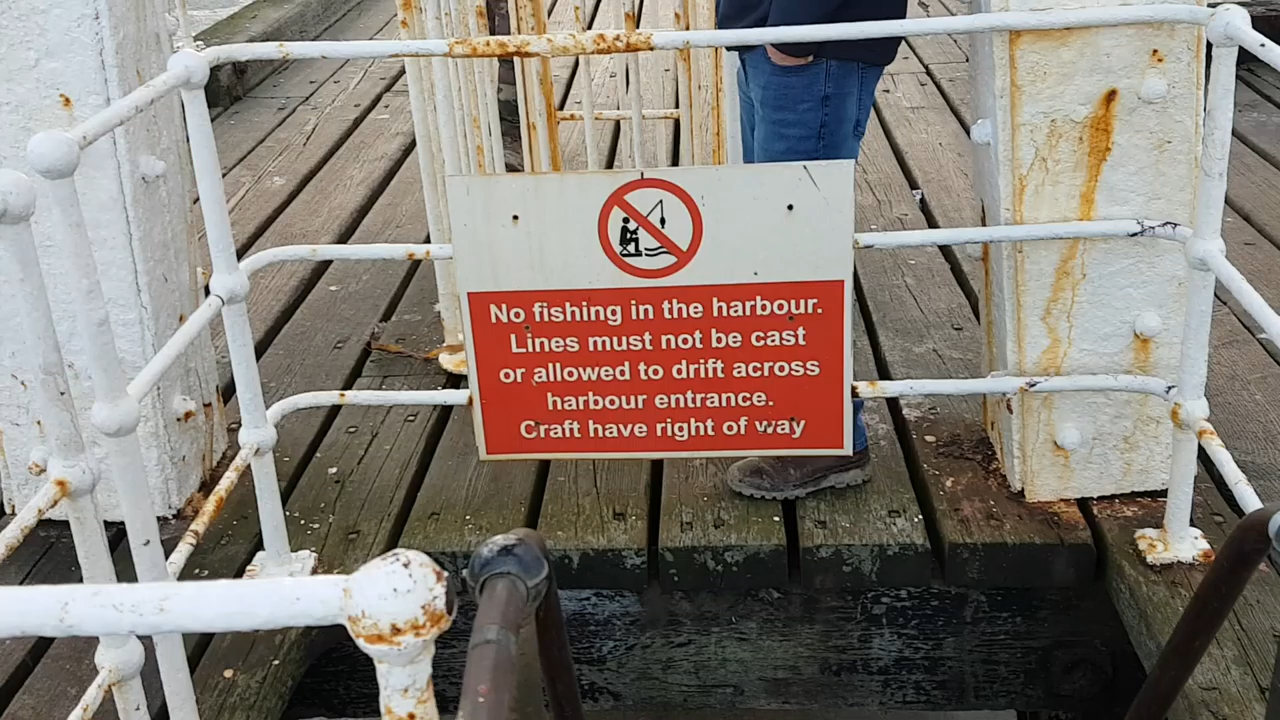 No fishing in the harbour.
Lines must not be cast
or allowed to drift across
harbour entrance.
Craft have right of way